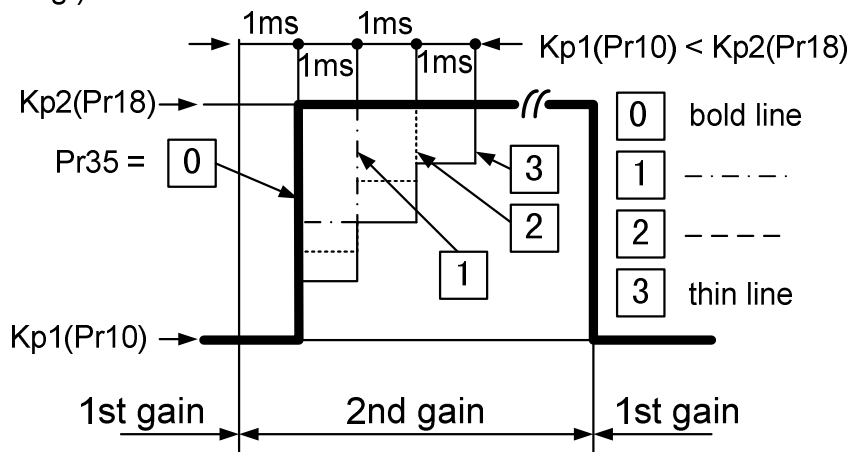 1ms 1ms
1ms 1ms
Kp1(Pr10) < Kp2(Pr18)
Kp2(Pr18)
Pr35 = 0
3
2
1
0 bold line
1
2
3 thin line
Kp1(Pr10)
1st gain 2nd gain 1st gain